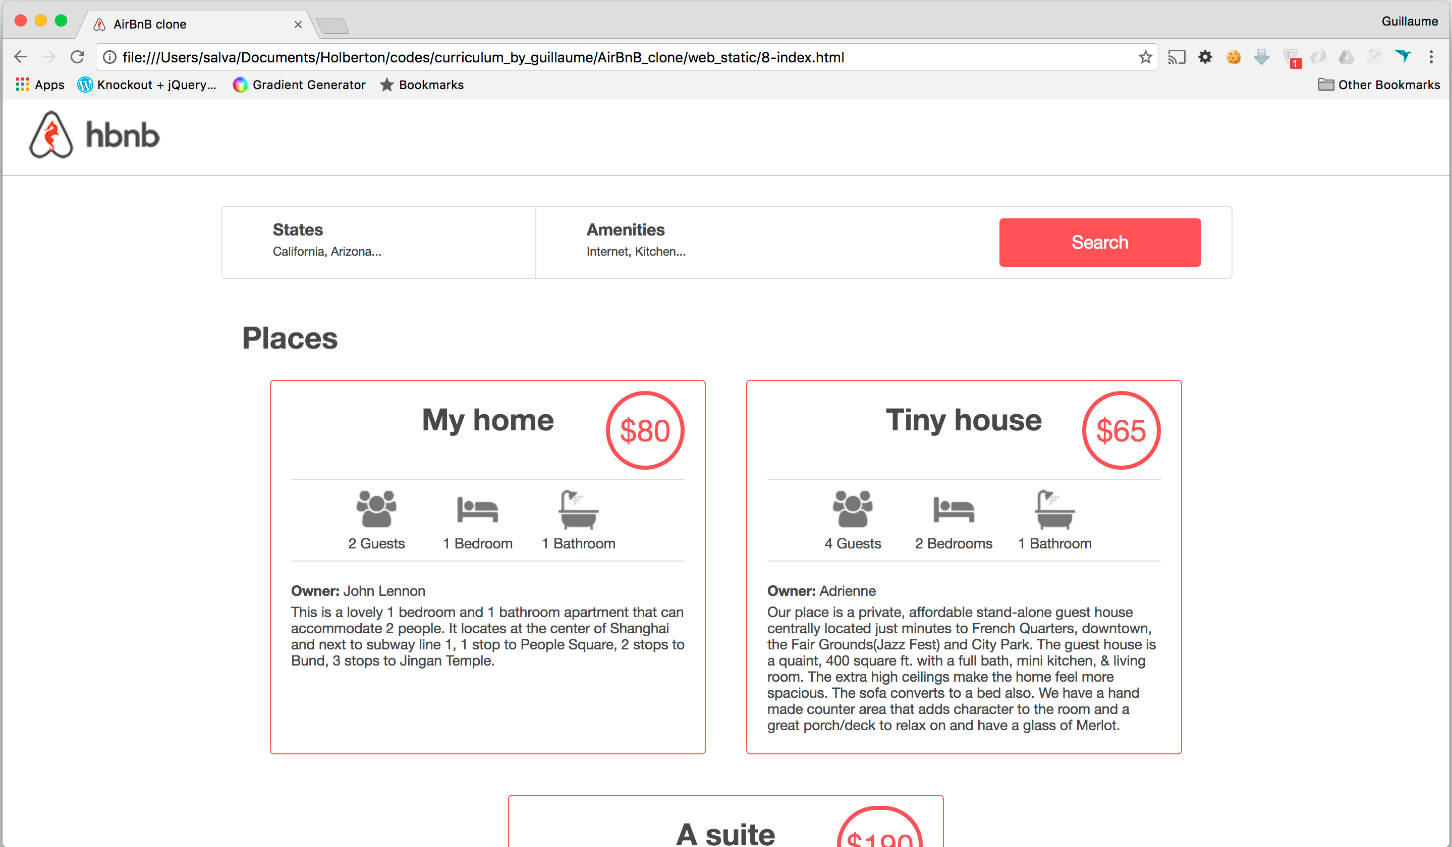 AirBnB clone
Guillaume
file:///Users/salva/Documents/Holberton/codes/curriculum_by_guillaume/AirBnB_clone/web_static/8-index.html
1
Apps
Knockout + jQuery...
Gradient Generator
Bookmarks
Other Bookmarks
hbnb
States
California, Arizona...
Amenities
Internet, Kitchen...
Search
Places
My home
$80
2 Guests
1 Bedroom
1 Bathroom
Owner: John Lennon
This is a lovely 1 bedroom and 1 bathroom apartment that can
accommodate 2 people. It locates at the center of Shanghai
and next to subway line 1, 1 stop to People Square, 2 stops to
Bund, 3 stops to Jingan Temple.
Tiny house
$65
4 Guests
2 Bedrooms
1 Bathroom
Owner: Adrienne
Our place is a private, affordable stand-alone guest house
centrally located just minutes to French Quarters, downtown,
the Fair Grounds(Jazz Fest) and City Park. The guest house is
a quaint, 400 square ft. with a full bath, mini kitchen, & living
room. The extra high ceilings make the home feel more
spacious. The sofa converts to a bed also. We have a hand
made counter area that adds character to the room and a
great porch/deck to relax on and have a glass of Merlot.
A suite
$190